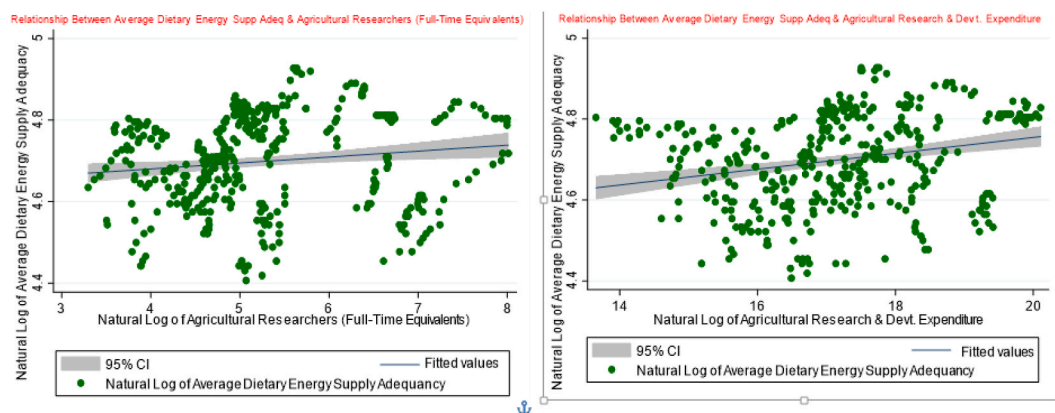 Relationship Between Average Dietary Energy Supp Adeq & Agricultural Researchers (Full-Time Equivalents)
Natural Log of Average Dietary Energy Supply Adequacy
5
4.8
4.6
4.4
3 4 5 6 7 8
Natural Log of Agricultural Researchers (Full-Time Equivalents)
95% CI Fitted values
Natural Log of Average Dietary Energy Supply Adequancy
Relationship Between Average Dietary Energy Supp Adeq & Agricultural Research & Devt. Expenditure
Natural Log of Average Dietary Energy Supply Adequacy
5
4.8
4.6
4.4
14 16 18 20
Natural Log of Agricultural Research & Devt. Expenditure
95% CI Fitted values
Natural Log of Average Dietary Energy Supply Adequancy